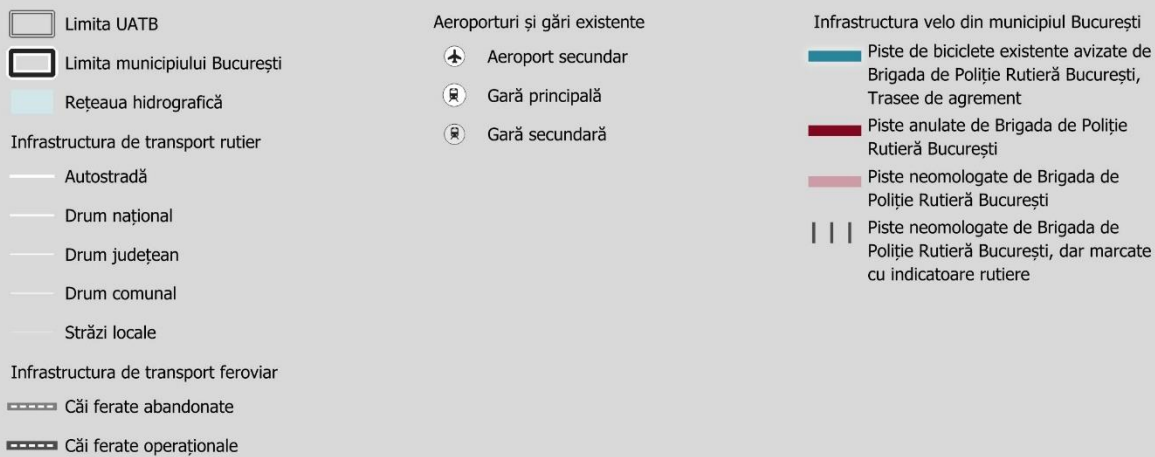 Limita UATB
Limita municipiului București
Rețeaua hidrografică
Infrastructura de transport rutier
Autostradă
Drum național
Drum județean
Drum comunal
Străzi locale
Infrastructura de transport feroviar
Căi ferate abandonate
Căi ferate operaționale
Aeroporturi și gări existente
Aeroport secundar
Gară principală
Gară secundară
Infrastructura velo din municipiul București
Piste de biciclete existente avizate de
Brigada de Poliție Rutieră București,
Trasee de agrement
Piste anulate de Brigada de Poliție
Rutieră București
Piste neomologate de Brigada de
Poliție Rutieră București
Piste neomologate de Brigada de
Poliție Rutieră București, dar marcate
cu indicatoare rutiere